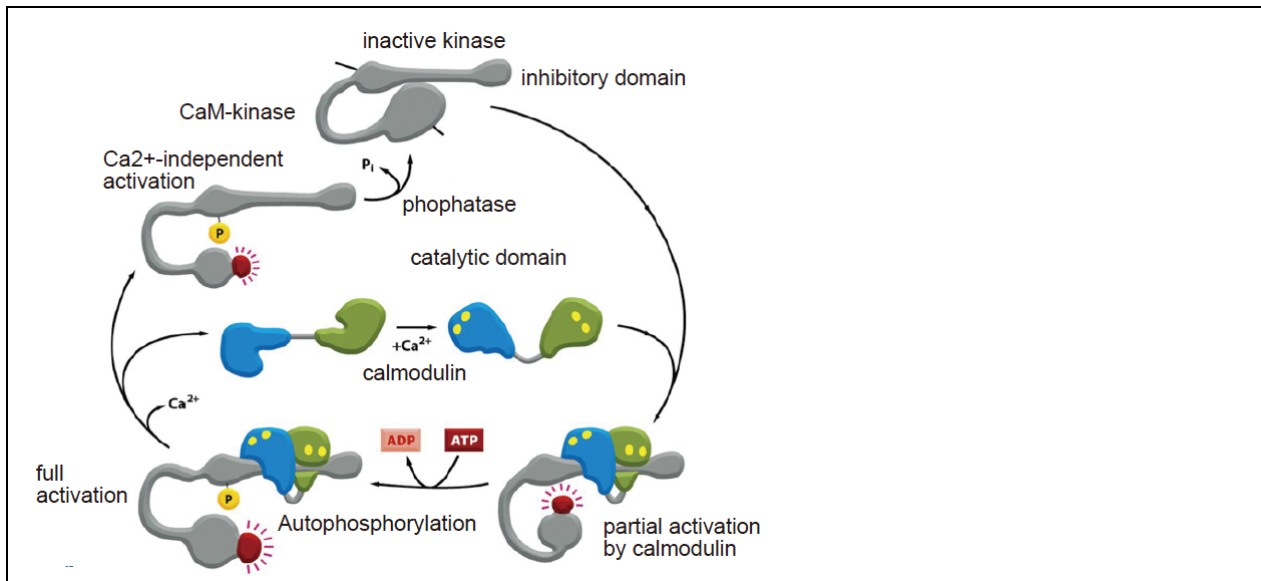 inactive kinase
inhibitory domain
CaM-kinase
Ca2+-independent
activation
Pi
phophatase
P
catalytic domain
+Ca²⁺
calmodulin
Ca²⁺
ADP
ATP
full
activation
P
Autophosphorylation
partial activation
by calmodulin